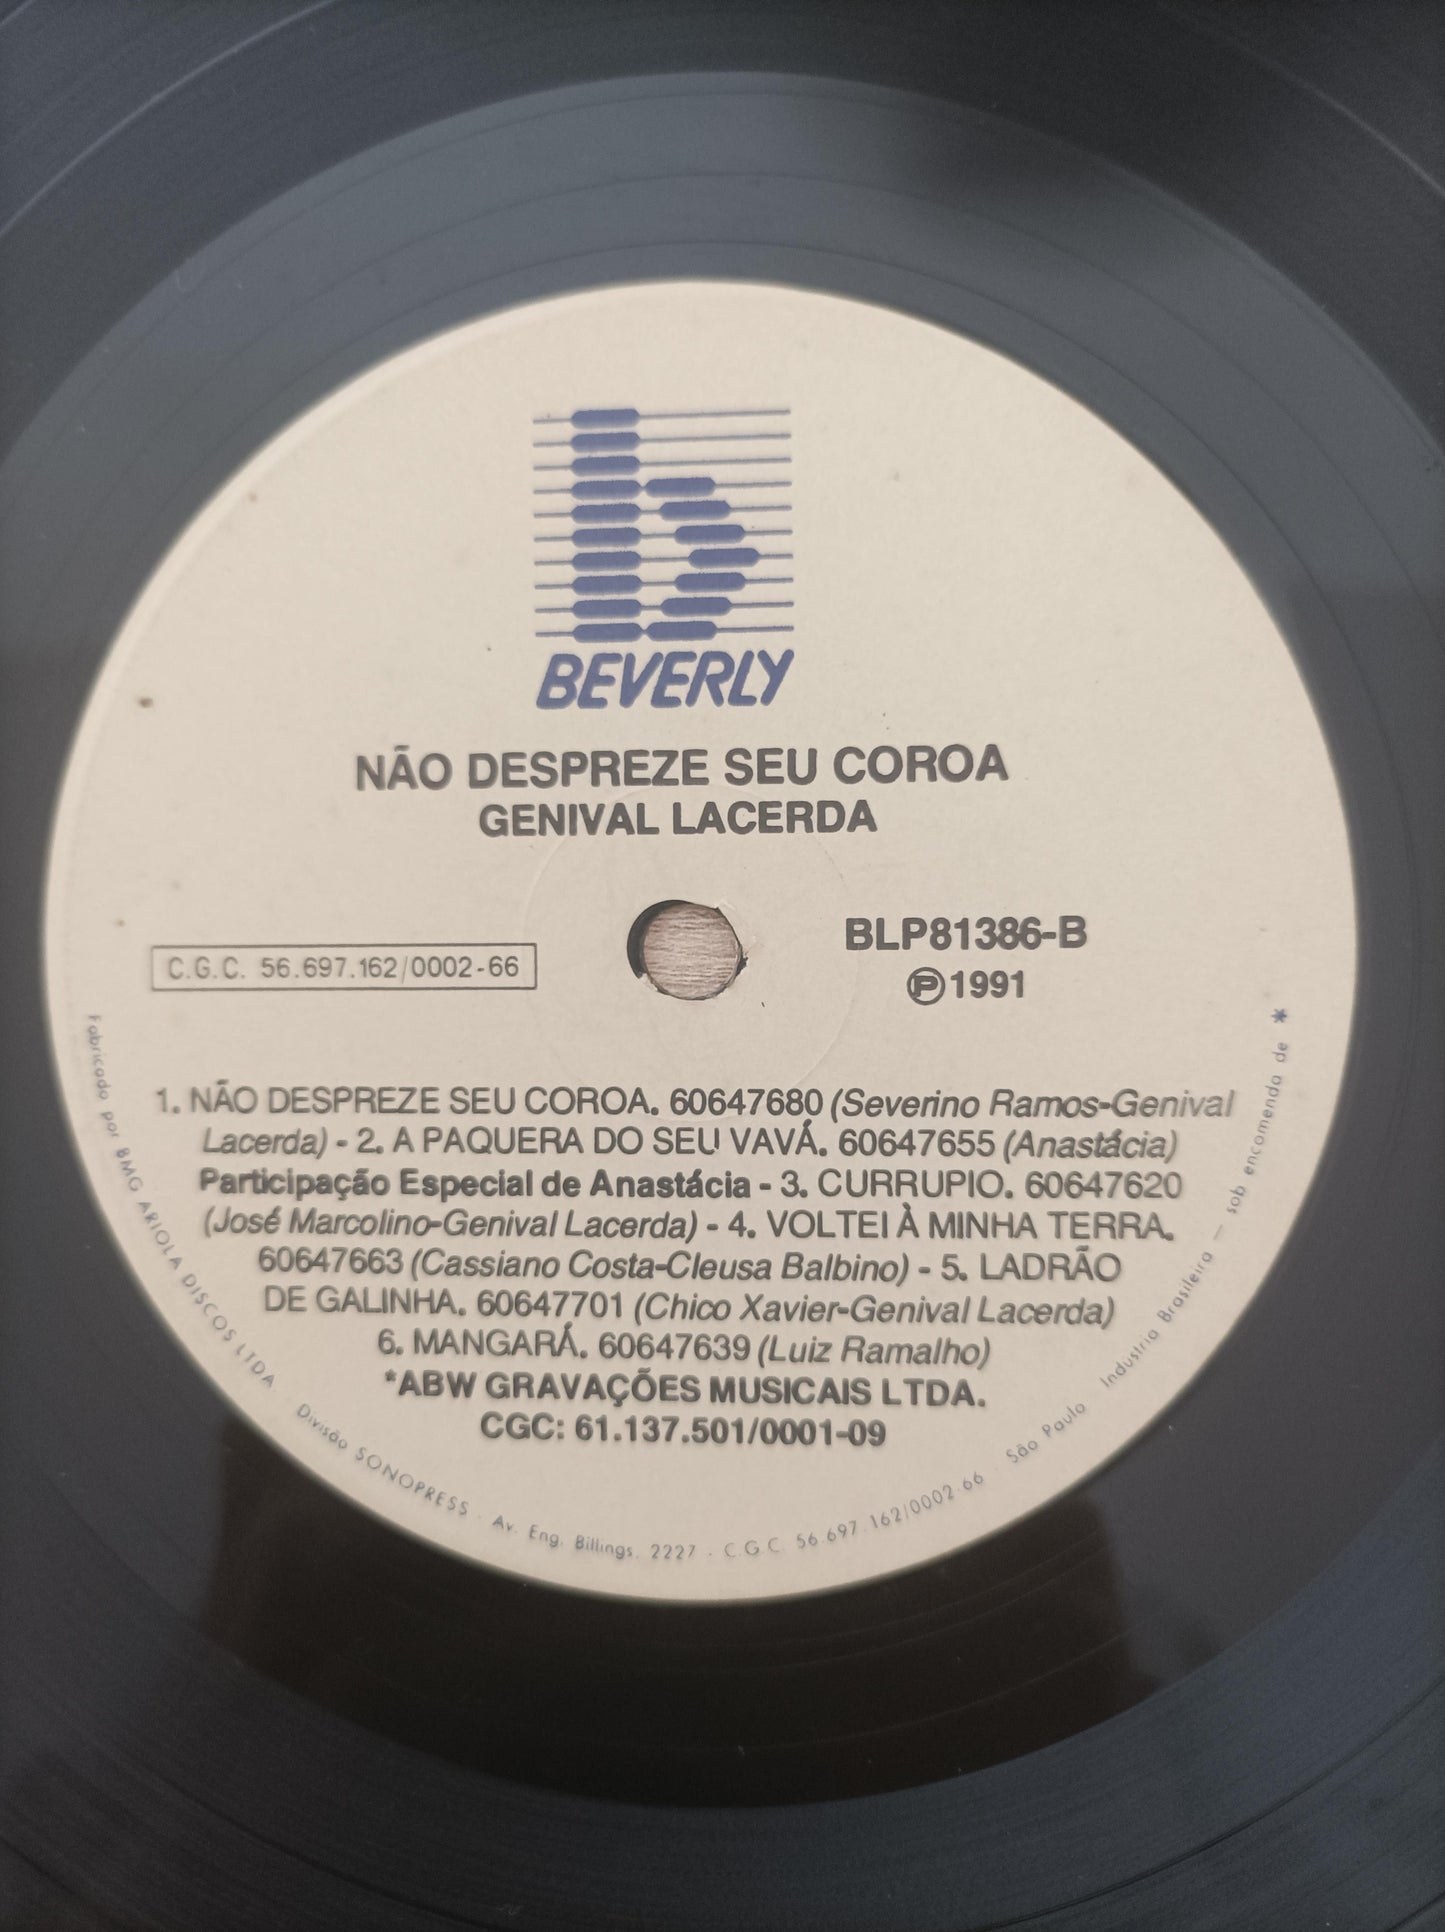 BEVERLY
NÃO DESPREZE SEU COROA
GENIVAL LACERDA
BLP81386-B
C.G.C. 56.697.162/0002-66
Ⓟ1991
1. NÃO DESPREZE SEU COROA. 60647680 (Severino Ramos-Genival
Lacerda) - 2. A PAQUERA DO SEU VAVÁ. 60647655 (Anastácia)
Participação Especial de Anastácia - 3. CURRUPIO. 60647620
(José Marcolino-Genival Lacerda) - 4. VOLTEI À MINHA TERRA.
60647663 (Cassiano Costa-Cleusa Balbino) - 5. LADRÃO
DE GALINHA. 60647701 (Chico Xavier-Genival Lacerda)
6. MANGARÁ. 60647639 (Luiz Ramalho)
*ABW GRAVAÇÕES MUSICAIS LTDA.
CGC: 61.137.501/0001-09
Fabricado por BMG ARIOLA DISCOS LTDA. Divisão SONOPRESS - Av. Eng. Billings, 2227 - C.G.C. 56.697.162/0002-66 - São Paulo - Industria Brasileira — sob encomenda de *